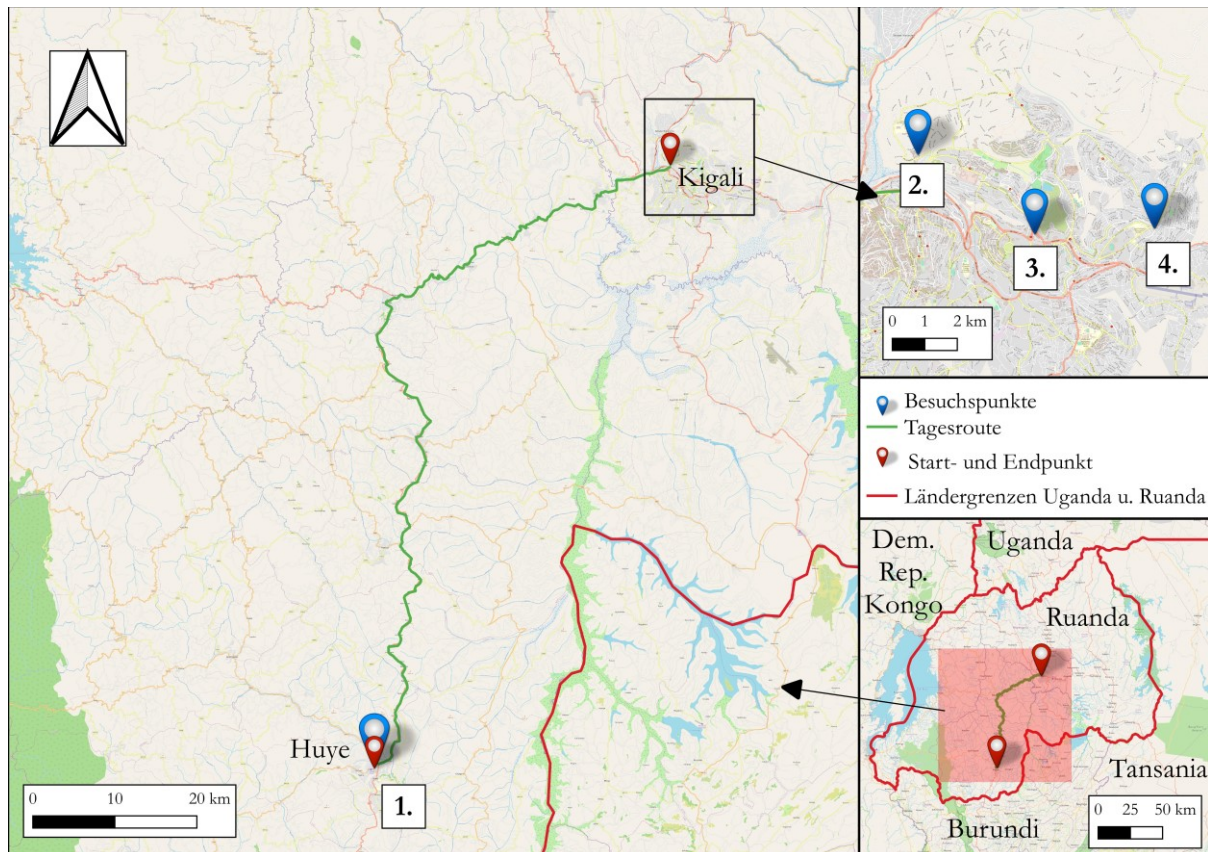 Kigali
Huye
1.
0 10 20 km
2.
3.
4.
0 1 2 km
Besuchspunkte
Tagesroute
Start- und Endpunkt
Ländergrenzen Uganda u. Ruanda
Dem.
Rep.
Kongo
Uganda
Ruanda
Tansania
Burundi
0 25 50 km